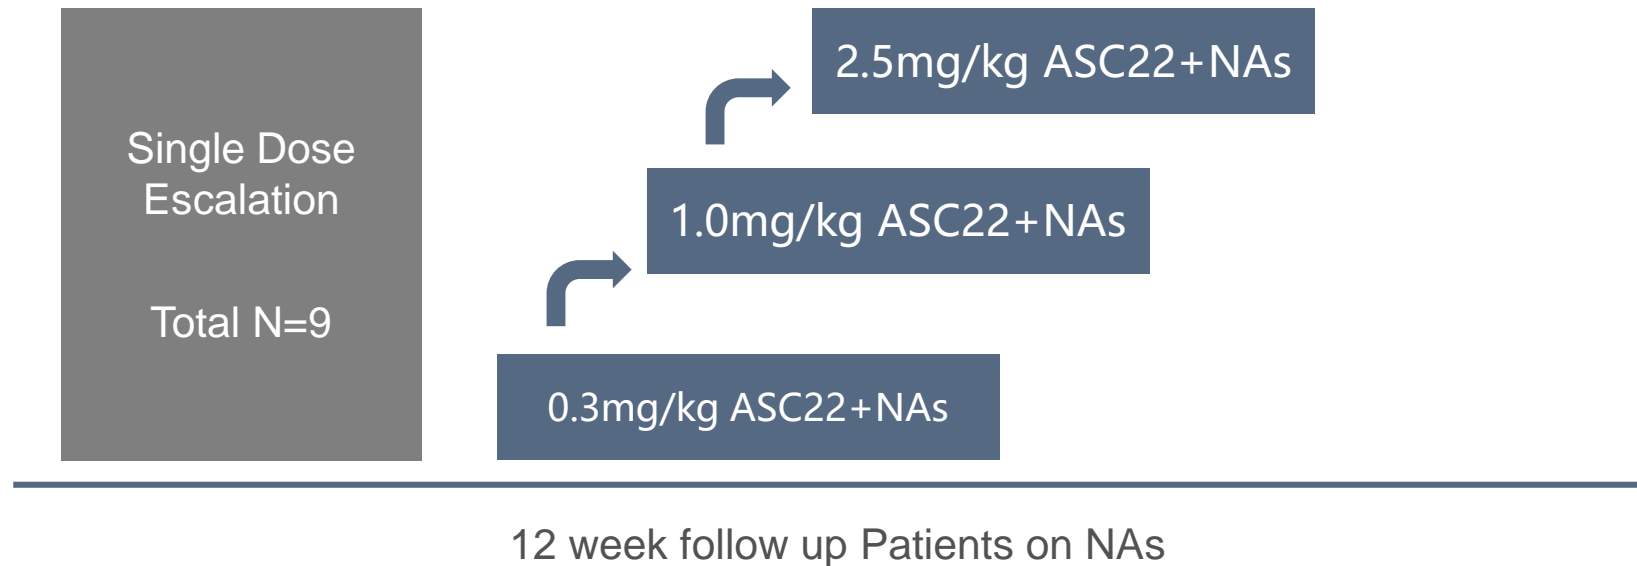 Single Dose
Escalation
Total N=9
2.5mg/kg ASC22+NAs
1.0mg/kg ASC22+NAs
0.3mg/kg ASC22+NAs
12 week follow up Patients on NAs